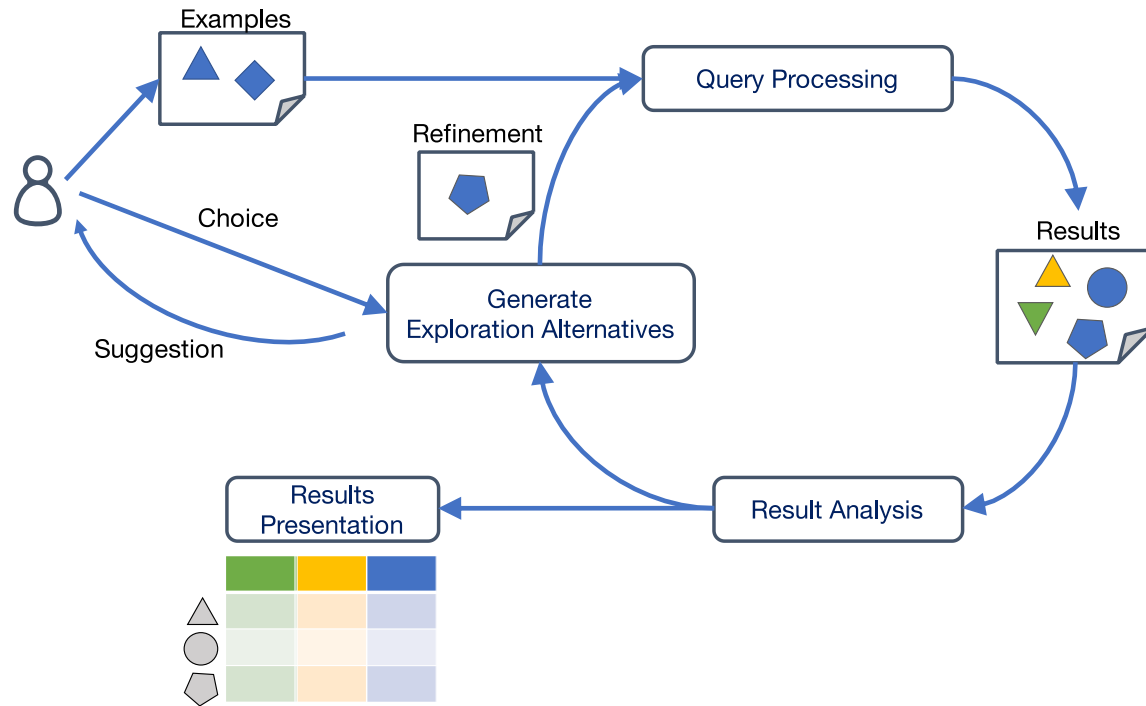 Examples
Query Processing
Refinement
Choice
Results
Generate
Exploration Alternatives
Suggestion
Results
Presentation
Result Analysis